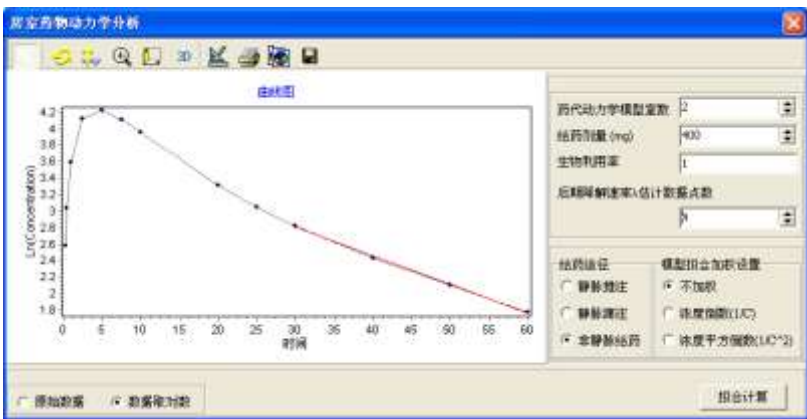 房室药物动力学分析
3D
曲线图
药代动力学模型室数 2
给药剂量 (mg) 400
生物利用率 1
后期降解速率λ估计数据点数
给药途径
静脉推注
静脉滴注
非静脉给药
模型拟合加权设置
不加权
浓度倒数(1/C)
浓度平方倒数(1/C^2)
Ln(Concentration)
4.2
4
3.8
3.6
3.4
3.2
3
2.8
2.6
2.4
2.2
2
1.8
0 5 10 15 20 25 30 35 40 45 50 55 60
时间
原始数据 数据取对数
拟合计算